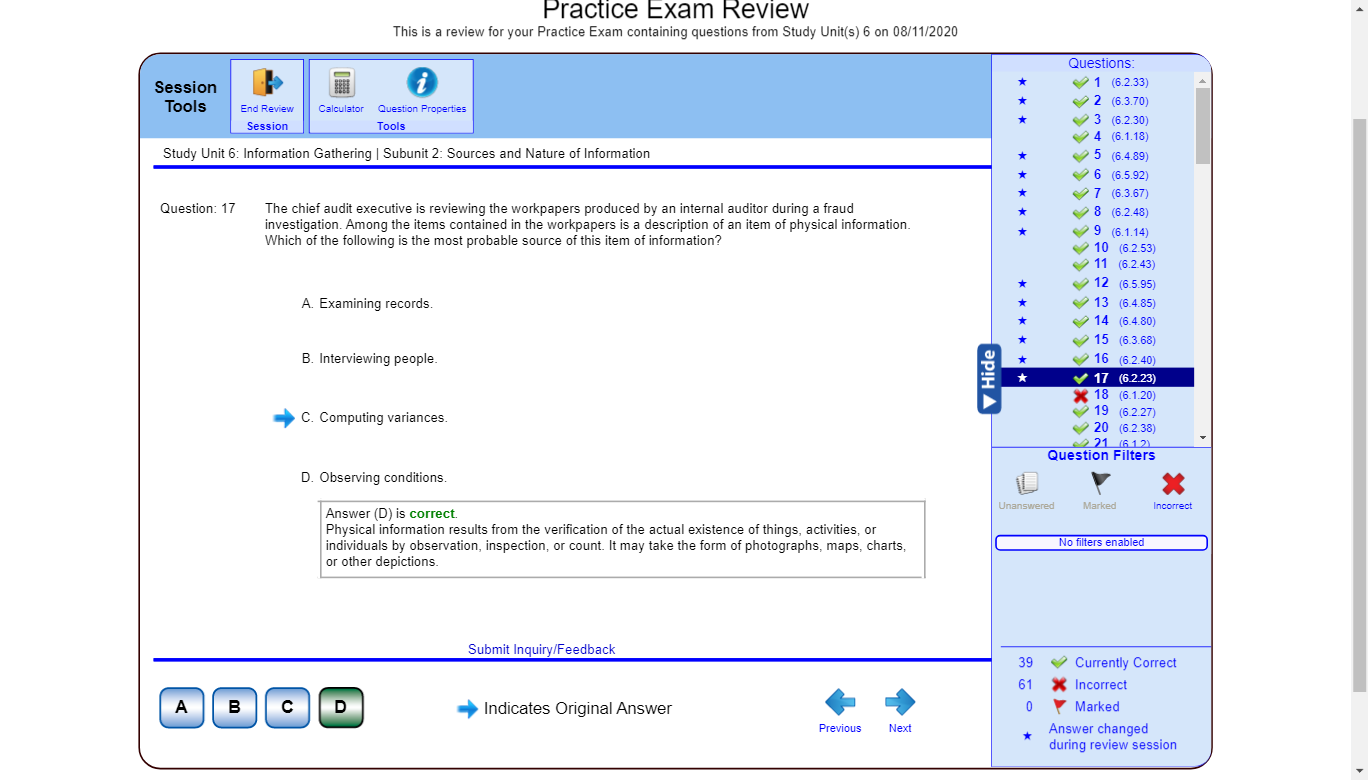 Practice Exam Review
This is a review for your Practice Exam containing questions from Study Unit(s) 6 on 08/11/2020
Session
Tools
End Review
Session
Calculator
Question Properties
Tools
Study Unit 6: Information Gathering | Subunit 2: Sources and Nature of Information
Question: 17
The chief audit executive is reviewing the workpapers produced by an internal auditor during a fraud
investigation. Among the items contained in the workpapers is a description of an item of physical information.
Which of the following is the most probable source of this item of information?
A. Examining records.
B. Interviewing people.
C. Computing variances.
D. Observing conditions.
Answer (D) is correct.
Physical information results from the verification of the actual existence of things, activities, or
individuals by observation, inspection, or count. It may take the form of photographs, maps, charts,
or other depictions.
Submit Inquiry/Feedback
A
B
C
D
Indicates Original Answer
Previous
Next
Hide
Questions:
1 (6.2.33)
2 (6.3.70)
3 (6.2.30)
4 (6.1.18)
5 (6.4.89)
6 (6.5.92)
7 (6.3.67)
8 (6.2.48)
9 (6.1.14)
10 (6.2.53)
11 (6.2.43)
12 (6.5.95)
13 (6.4.85)
14 (6.4.80)
15 (6.3.68)
16 (6.2.40)
17 (6.2.23)
18 (6.1.20)
19 (6.2.27)
20 (6.2.38)
21 (6.1.2)
Question Filters
Unanswered
Marked
Incorrect
No filters enabled
39 Currently Correct
61 Incorrect
0 Marked
Answer changed
during review session